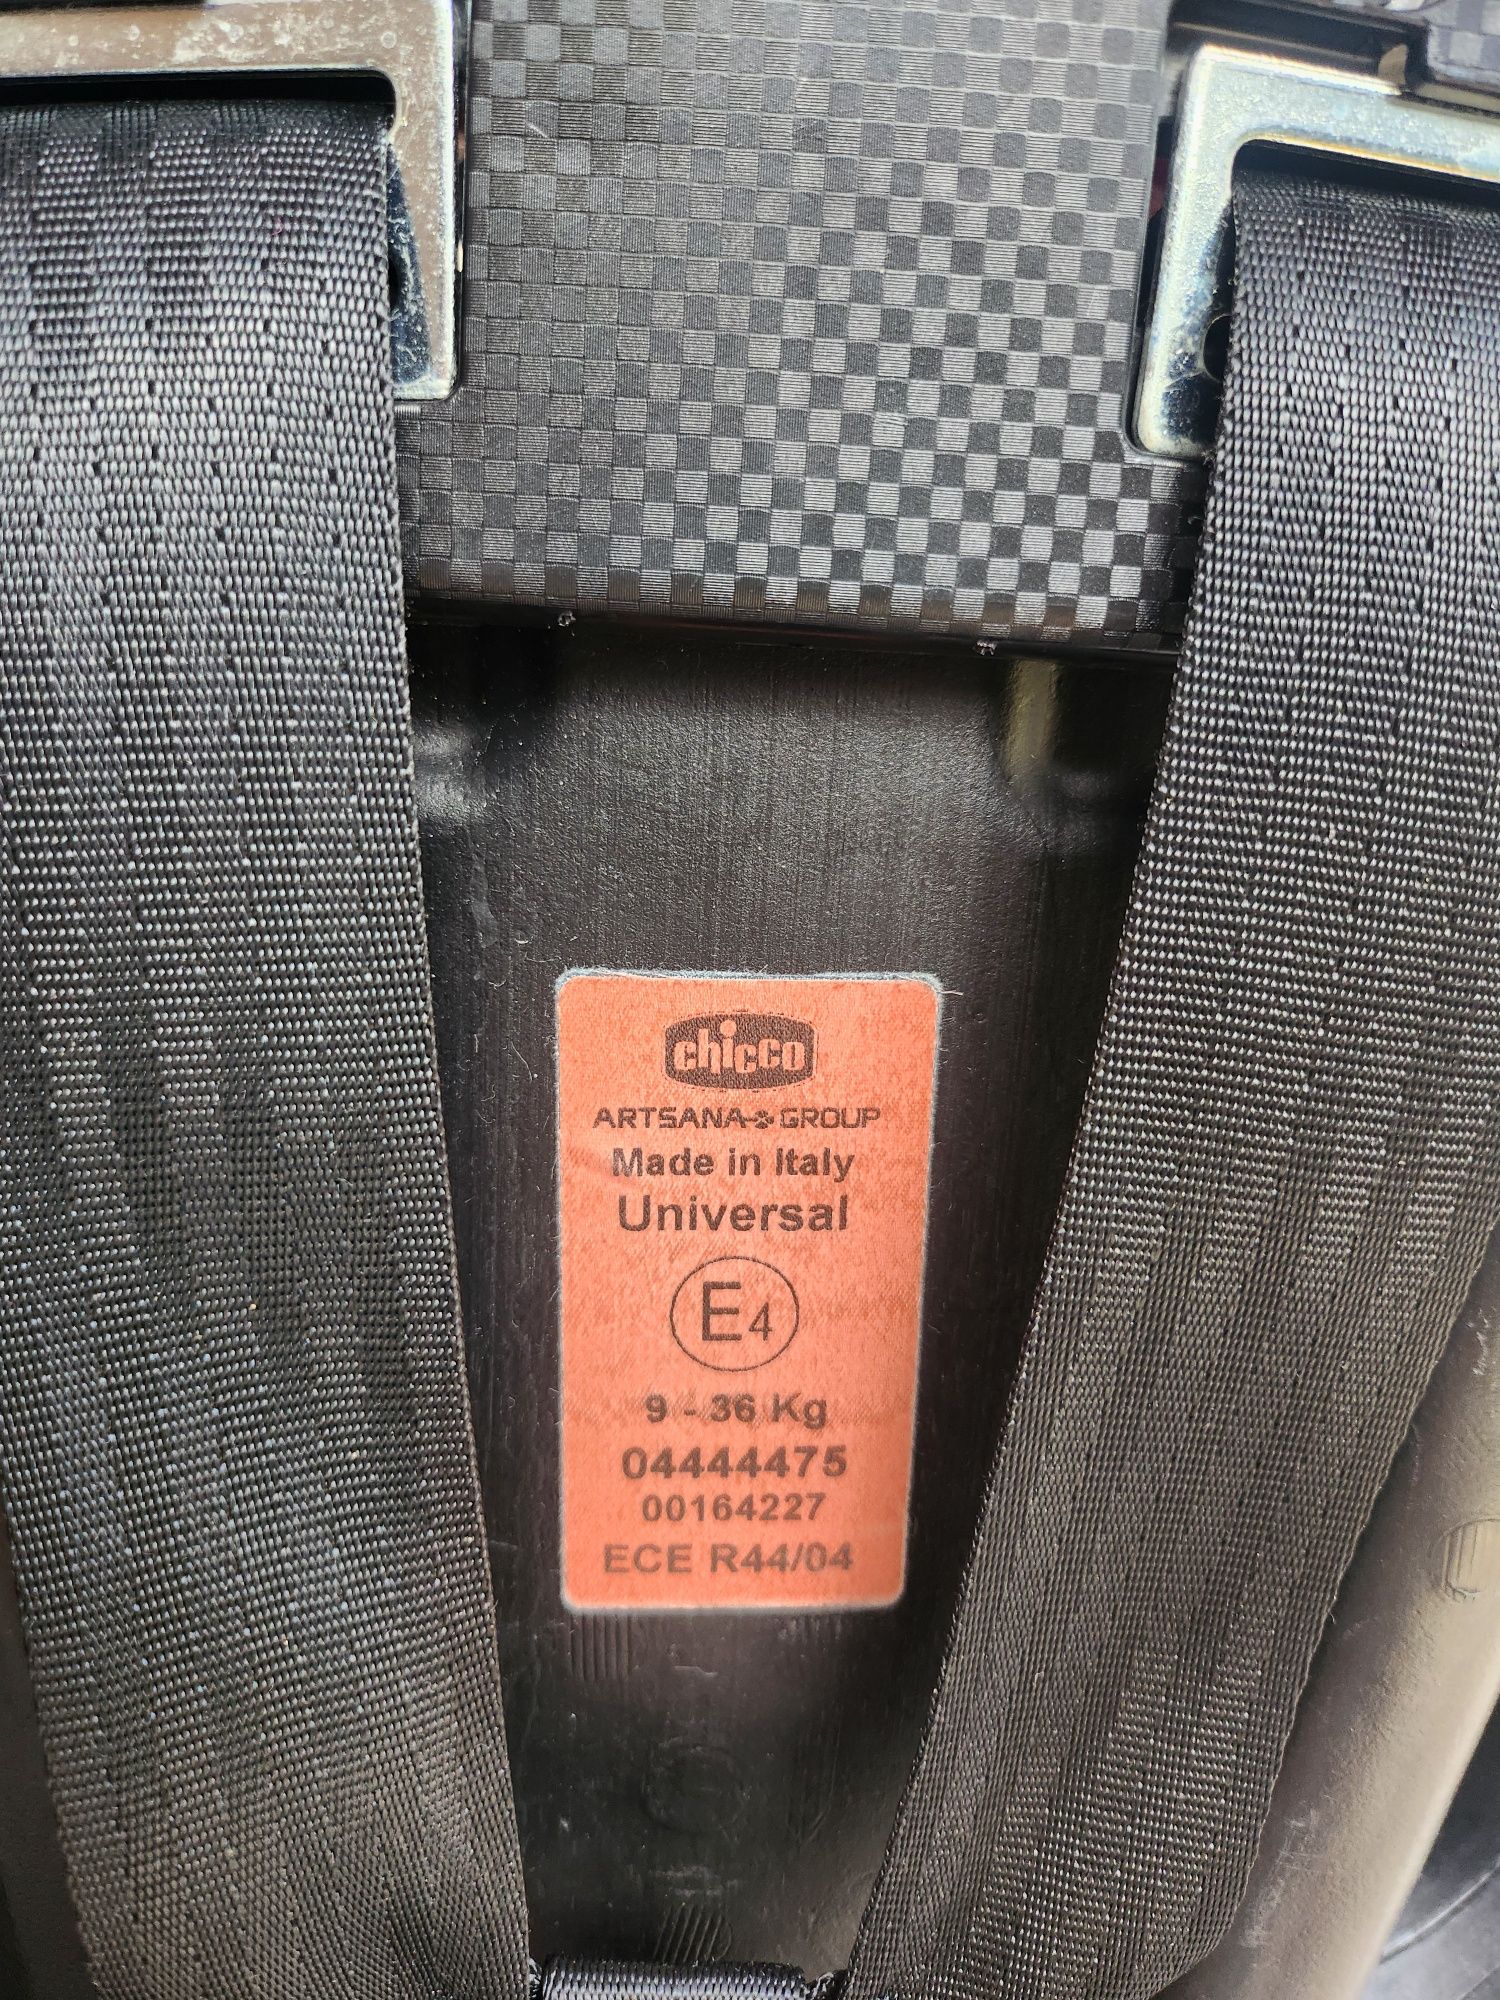 chicco
ARTSANA GROUP
Made in Italy
Universal
E4
9 - 36 Kg
04444475
00164227
ECE R44/04